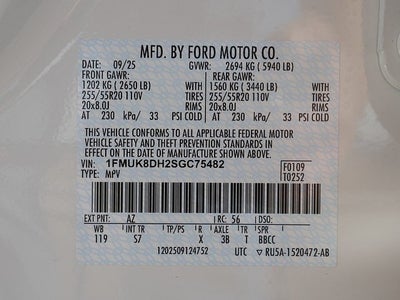 MFD. BY FORD MOTOR CO.
DATE: 09/25 GVWR: 2694 KG ( 5940 LB)
FRONT GAWR: REAR GAWR:
1202 KG ( 2650 LB) WITH 1560 KG ( 3440 LB) WITH
255/55R20 110V TIRES 255/55R20 110V TIRES
20x8.0J RIMS 20x8.0J RIMS
AT 230 kPa/ 33 PSI COLD AT 230 kPa/ 33 PSI COLD
THIS VEHICLE CONFORMS TO ALL APPLICABLE FEDERAL MOTOR
VEHICLE SAFETY AND THEFT PREVENTION STANDARDS
IN EFFECT ON THE DATE OF MANUFACTURE SHOWN ABOVE.
VIN: 1FMUK8DH2SGC75482 F0109
TYPE: MPV T0252
EXT PNT: AZ RC: 56 DSO:
WB INT TR TP/PS R AXLE TR SPR
119 S7 X 3B T BBCC
1202509124752 UTC ▼ RU5A-1520472-AB